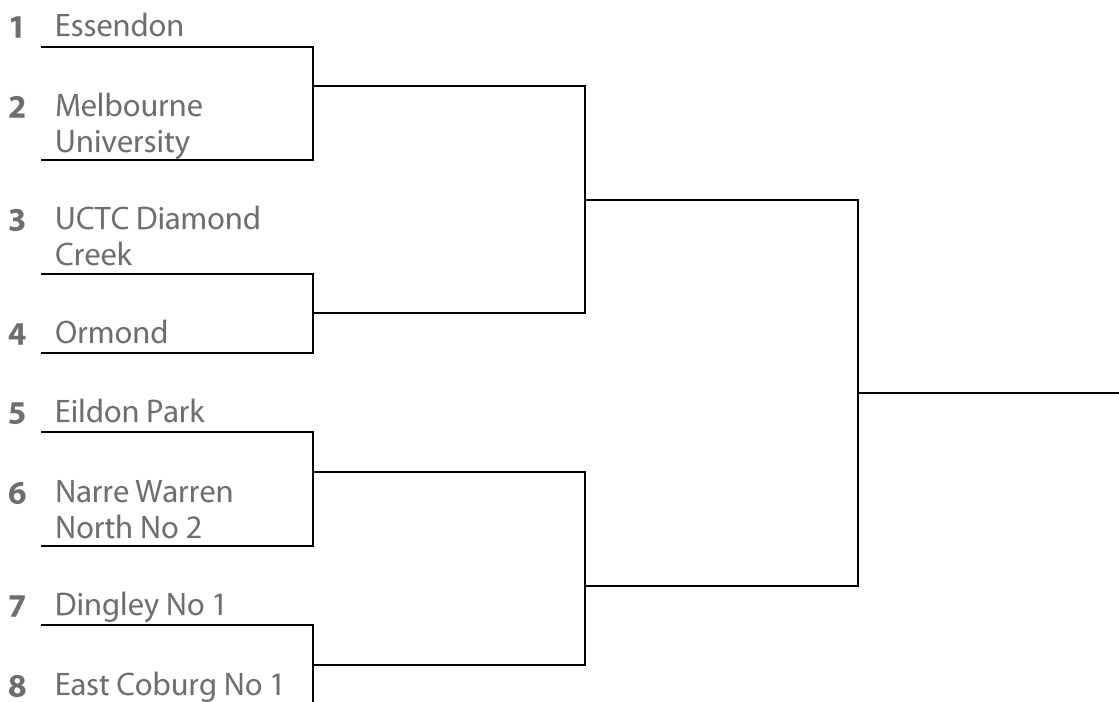 1 Essendon
2 Melbourne
University
3 UCTC Diamond
Creek
4 Ormond
5 Eildon Park
6 Narre Warren
North No 2
7 Dingley No 1
8 East Coburg No 1